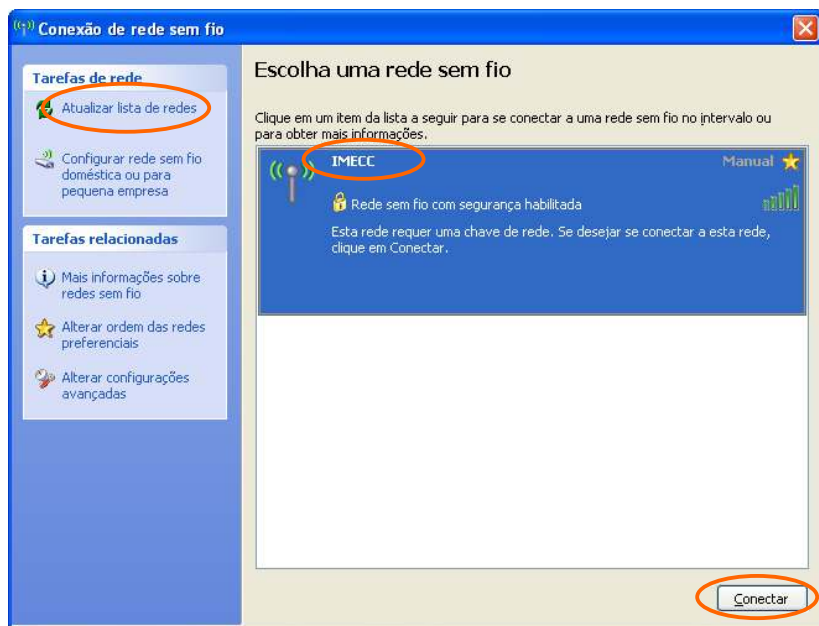 Conexão de rede sem fio
Tarefas de rede
Atualizar lista de redes
Configurar rede sem fio
doméstica ou para
pequena empresa
Tarefas relacionadas
Mais informações sobre
redes sem fio
Alterar ordem das redes
preferenciais
Alterar configurações
avançadas
Escolha uma rede sem fio
Clique em um item da lista a seguir para se conectar a uma rede sem fio no intervalo ou
para obter mais informações.
IMECC
Manual
Rede sem fio com segurança habilitada
Esta rede requer uma chave de rede. Se desejar se conectar a esta rede,
clique em Conectar.
Conectar